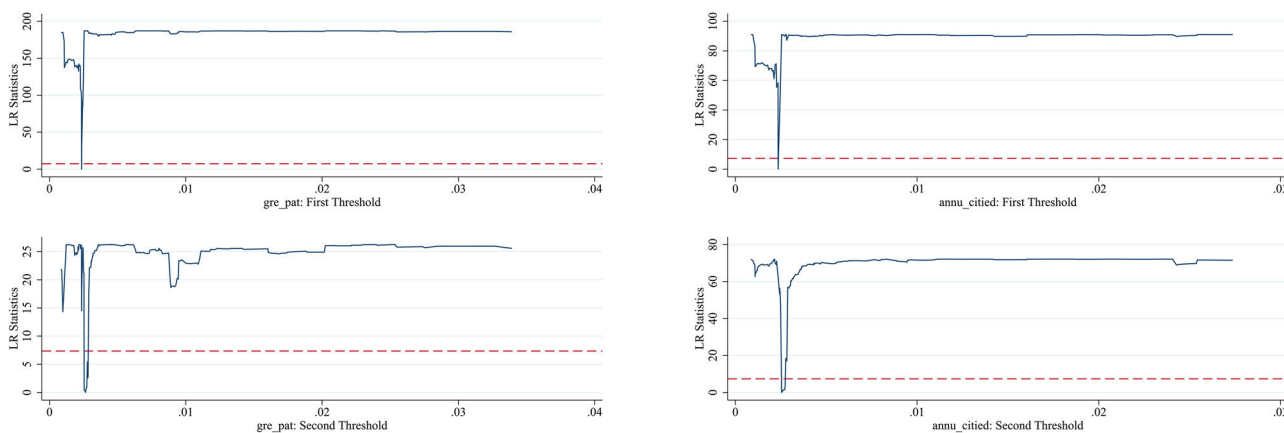 LR Statistics
200
150
100
50
0
0 .01 .02 .03 .04
gre_pat: First Threshold
LR Statistics
100
80
60
40
20
0
0 .01 .02 .03
annu_citied: First Threshold
LR Statistics
25
20
15
10
5
0
0 .01 .02 .03 .04
gre_pat: Second Threshold
LR Statistics
80
60
40
20
0
0 .01 .02 .03
annu_citied: Second Threshold